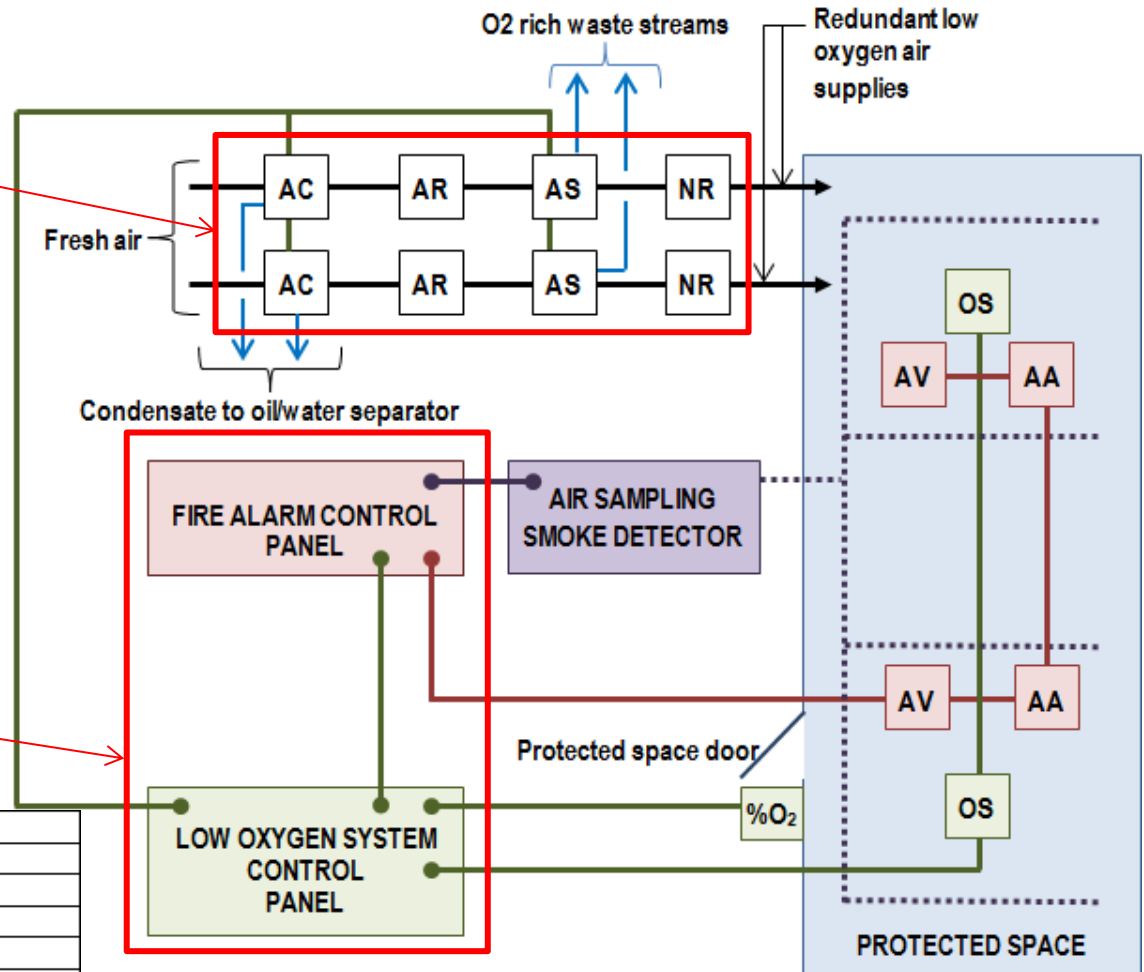 O2 rich waste streams
Redundant low
oxygen air
supplies
Fresh air
AC
AR
AS
NR
AC
AR
AS
NR
Condensate to oil/water separator
OS
AV
AA
FIRE ALARM CONTROL
PANEL
AIR SAMPLING
SMOKE DETECTOR
AV
AA
Protected space door
%O₂
OS
LOW OXYGEN SYSTEM
CONTROL
PANEL
PROTECTED SPACE